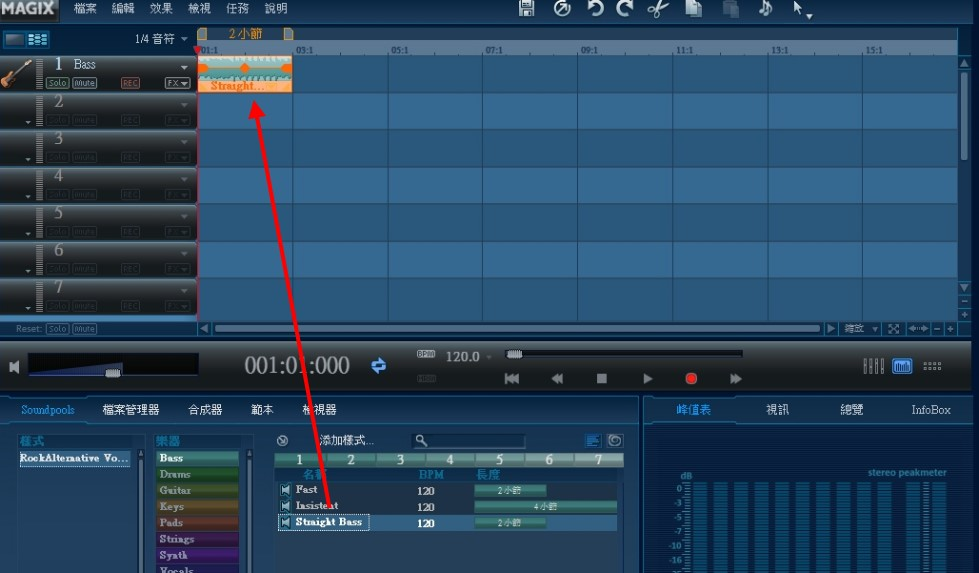 MAGIX 檔案 編輯 效果 檢視 任務 說明
1/4 音符 2 小節
01:1 03:1 05:1 07:1 09:1 11:1 13:1 15:1
1 Bass
Solo Mute REC FX
Straight...
2
Solo Mute REC FX
3
Solo Mute REC FX
4
Solo Mute REC FX
5
Solo Mute REC FX
6
Solo Mute REC FX
7
Solo Mute REC FX
Reset: Solo Mute 縮放
001:01:000 BPM 120.0
Soundpools 檔案管理器 合成器 範本 檢視器 峰值表 視訊 總覽 InfoBox
樣式 樂器 添加樣式...
RockAlternative Vo... Bass 1 2 3 4 5 6 7
Drums 名稱 BPM 長度
Guitar Fast 120 2 小節
Keys Insistent 120 4 小節
Pads Straight Bass 120 2 小節
Strings
Synth
Vocals
stereo peakmeter
dB
0
-3
-5
-7
-10
-16